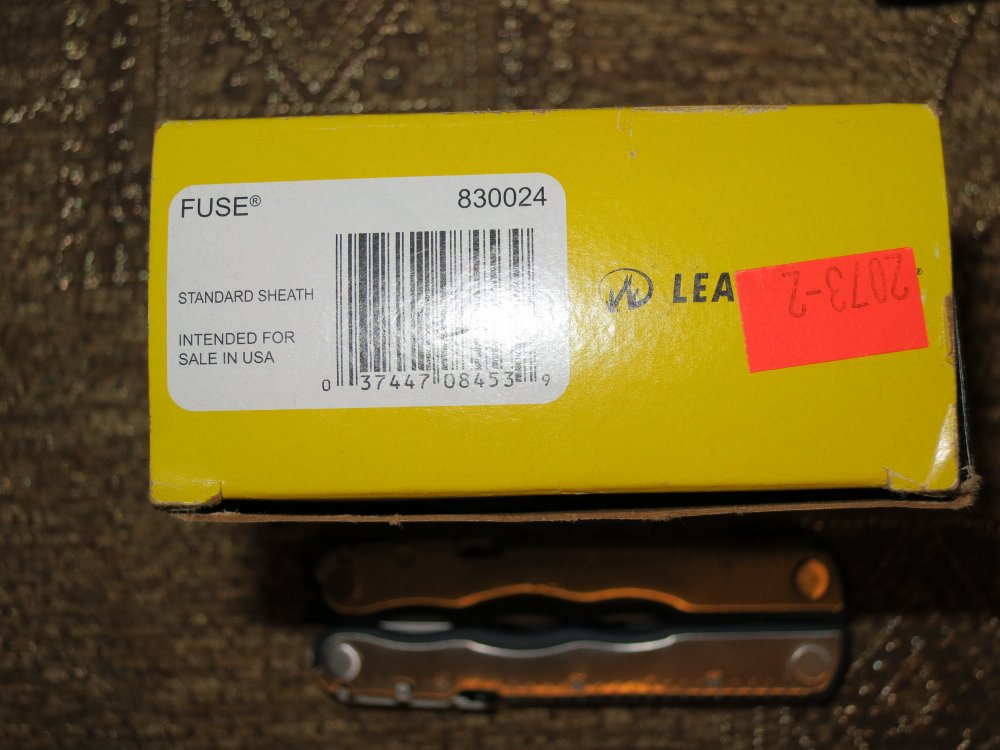 FUSE® 830024
STANDARD SHEATH
INTENDED FOR
SALE IN USA
0 37447 08453 9
LEA ®
2073-2